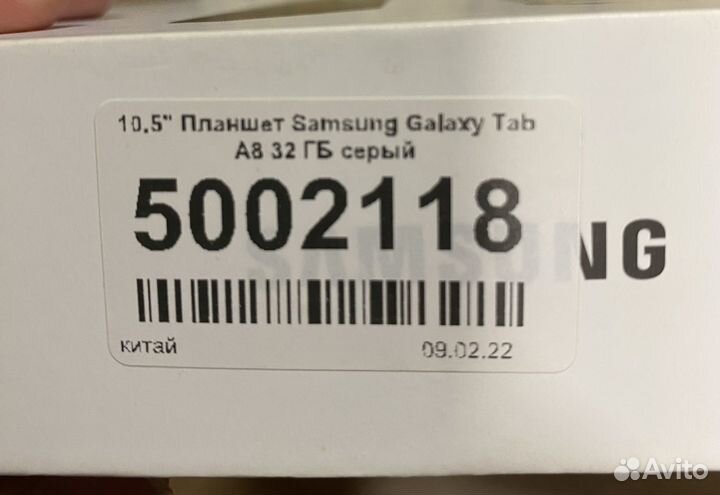 10.5" Планшет Samsung Galaxy Tab
A8 32 ГБ серый
5002118
SAMSUNG
китай
09.02.22
Avito